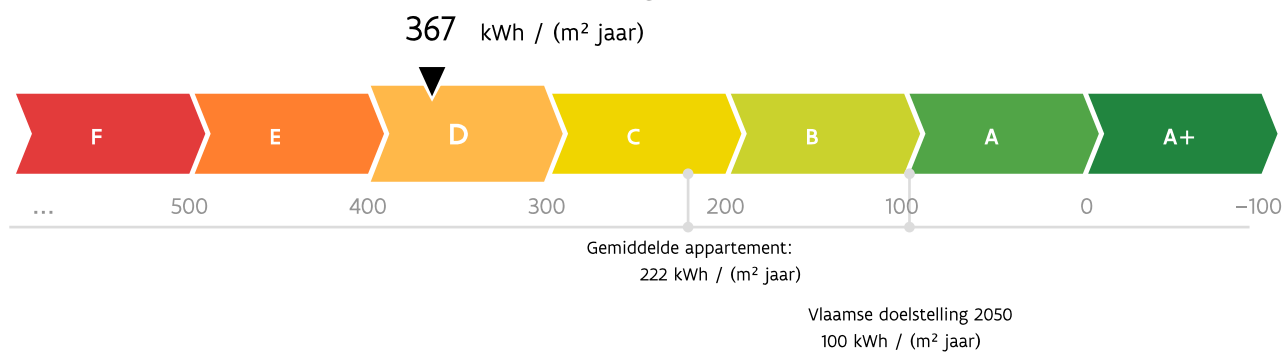 367 kWh / (m² jaar)
F E D C B A A+
... 500 400 300 200 100 0 −100
Gemiddelde appartement:
222 kWh / (m² jaar)
Vlaamse doelstelling 2050
100 kWh / (m² jaar)